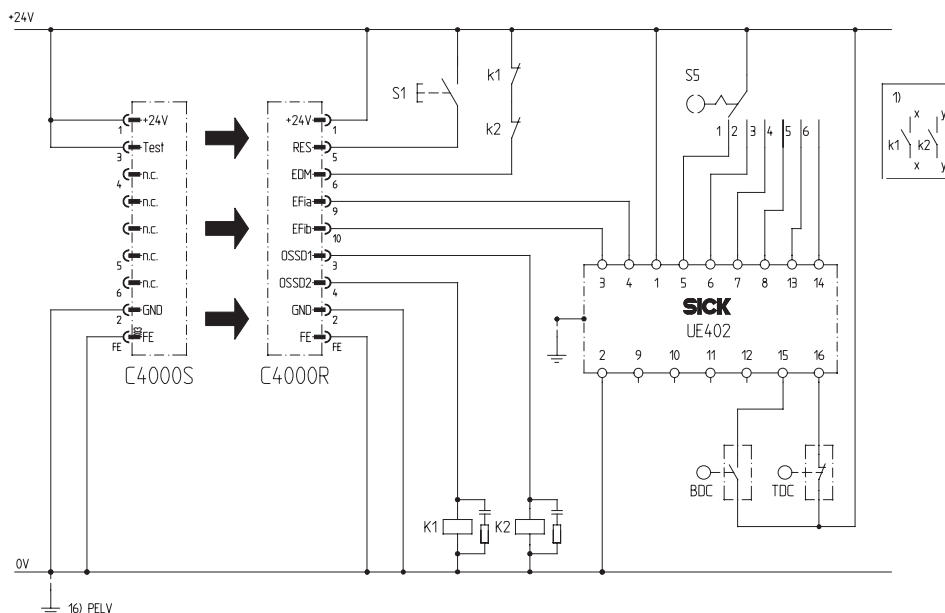 +24V
S1
k1
k2
S5
1 2 3 4 5 6
1)
x y
k1 k2
x y
+24V
1
Test
3
n.c.
4
n.c.
n.c.
n.c.
5
n.c.
6
GND
2
FE
FE
C4000S
+24V
1
RES
5
EDM
6
EFia
9
EFib
10
OSSD1
3
OSSD2
4
GND
2
FE
FE
C4000R
3 4 1 5 6 7 8 13 14
SICK
UE402
2 9 10 11 12 15 16
BDC
TDC
K1
K2
0V
16) PELV